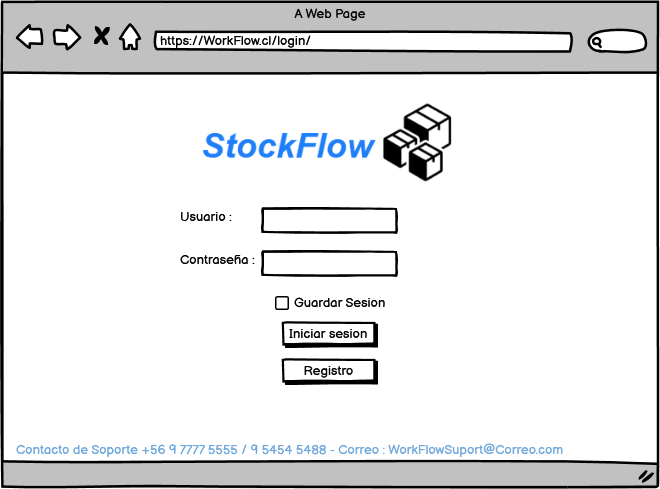 A Web Page
https://WorkFlow.cl/login/
StockFlow
Usuario :
Contraseña :
Guardar Sesion
Iniciar sesion
Registro
Contacto de Soporte +56 9 7777 5555 / 9 5454 5488 - Correo : WorkFlowSuport@Correo.com